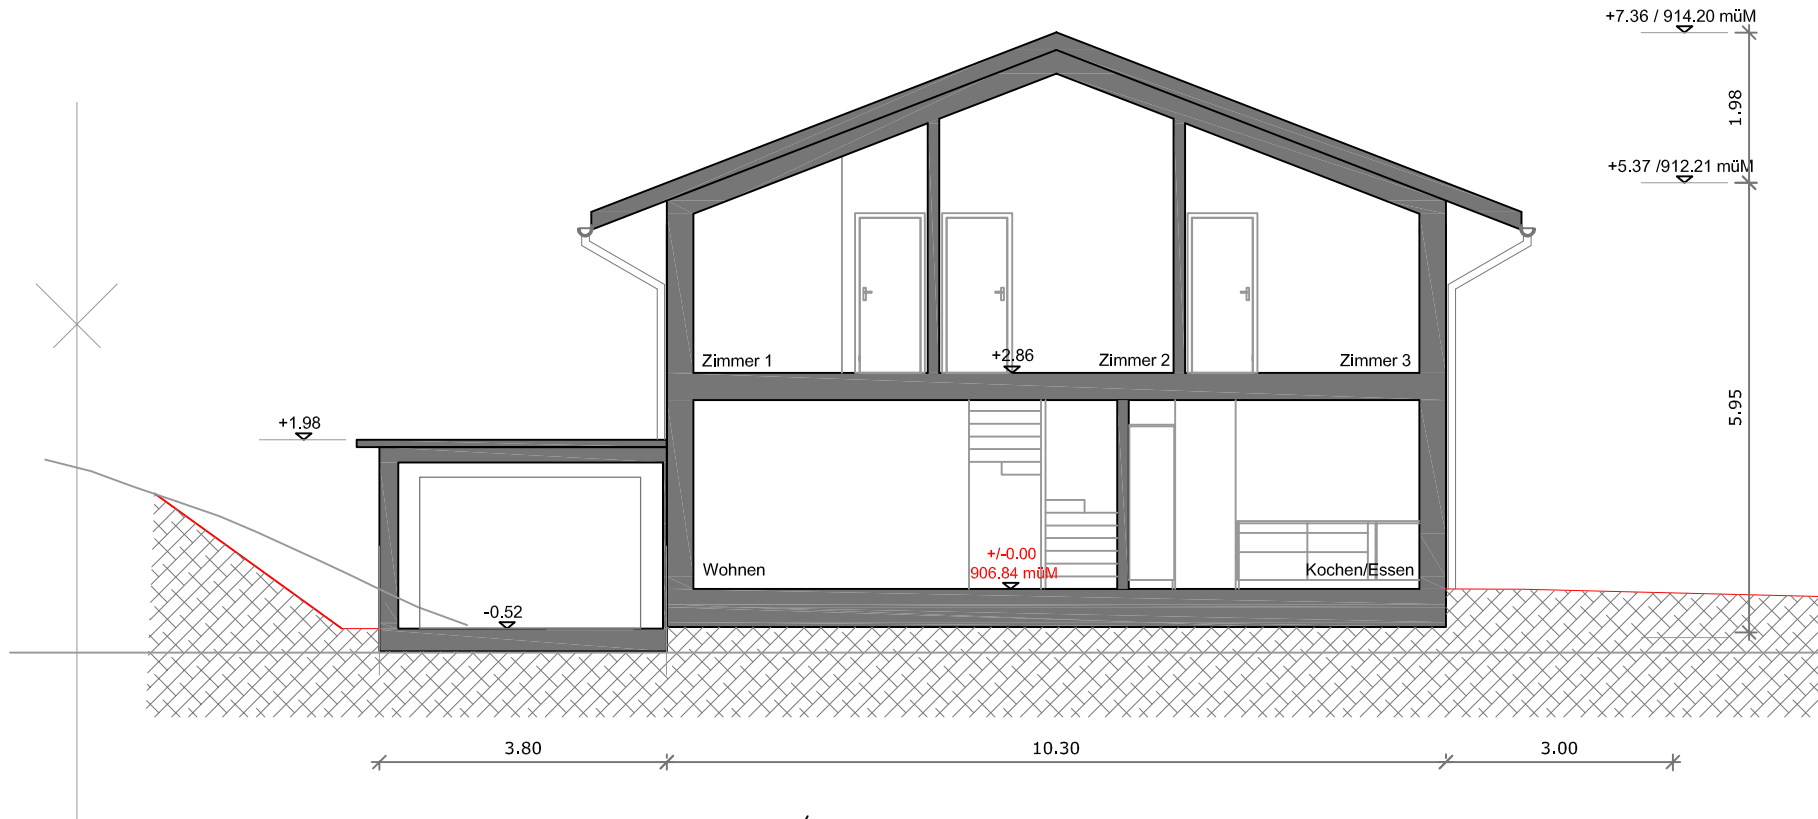 +7.36 / 914.20 müM
1.98
+5.37 /912.21 müM
Zimmer 1
+2.86
Zimmer 2
Zimmer 3
5.95
+1.98
+/-0.00
906.84 müM
Wohnen
Kochen/Essen
-0.52
3.80
10.30
3.00